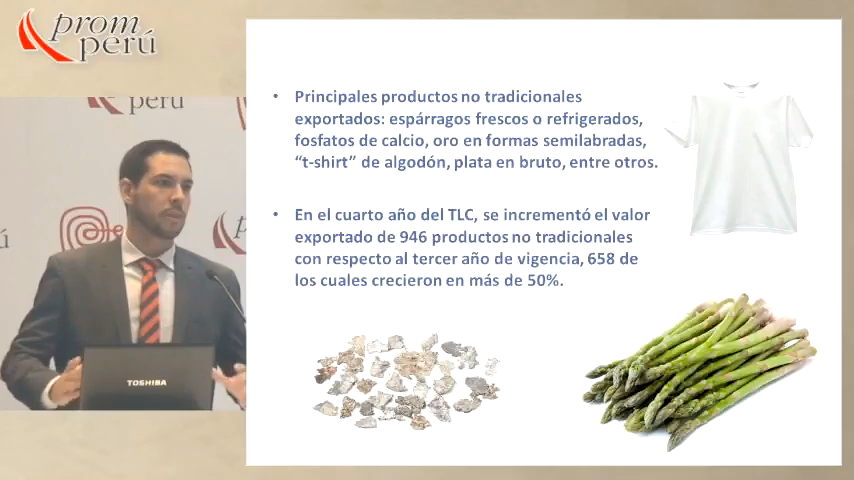 prom
perú
perú
ú
p
• Principales productos no tradicionales
exportados: espárragos frescos o refrigerados,
fosfatos de calcio, oro en formas semilabradas,
“t-shirt” de algodón, plata en bruto, entre otros.
• En el cuarto año del TLC, se incrementó el valor
exportado de 946 productos no tradicionales
con respecto al tercer año de vigencia, 658 de
los cuales crecieron en más de 50%.
TOSHIBA